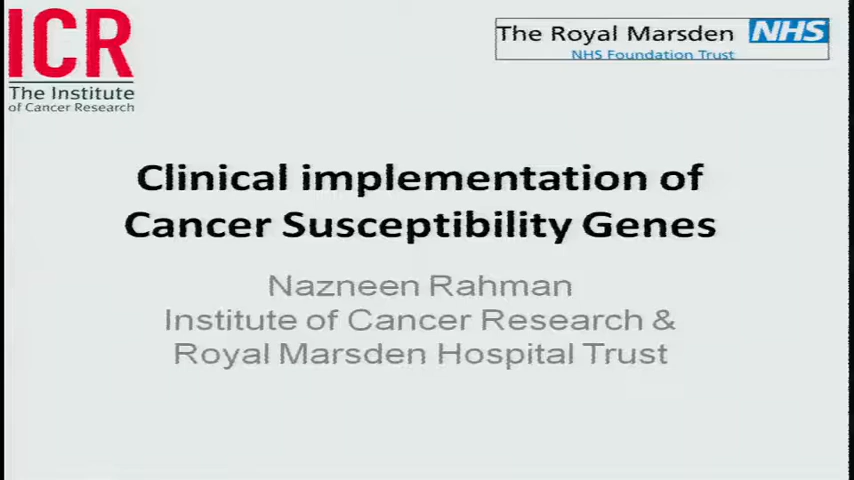 ICR
The Institute
of Cancer Research
The Royal Marsden NHS
NHS Foundation Trust
Clinical implementation of
Cancer Susceptibility Genes
Nazneen Rahman
Institute of Cancer Research &
Royal Marsden Hospital Trust